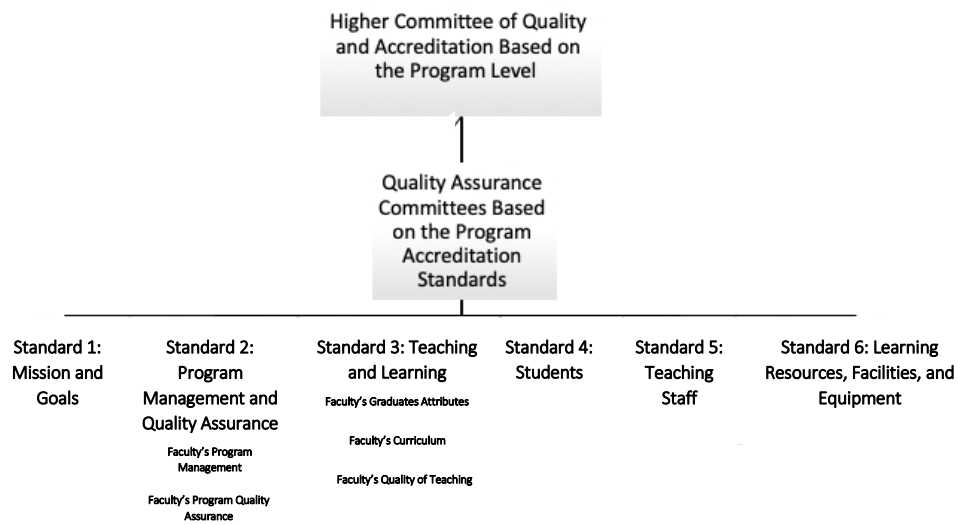 Higher Committee of Quality
and Accreditation Based on
the Program Level
Quality Assurance
Committees Based
on the Program
Accreditation
Standards
Standard 1:
Mission and
Goals
Standard 2:
Program
Management and
Quality Assurance
Faculty's Program
Management
Faculty's Program Quality
Assurance
Standard 3: Teaching
and Learning
Faculty's Graduates Attributes
Faculty's Curriculum
Faculty's Quality of Teaching
Standard 4:
Students
Standard 5:
Teaching
Staff
Standard 6: Learning
Resources, Facilities, and
Equipment